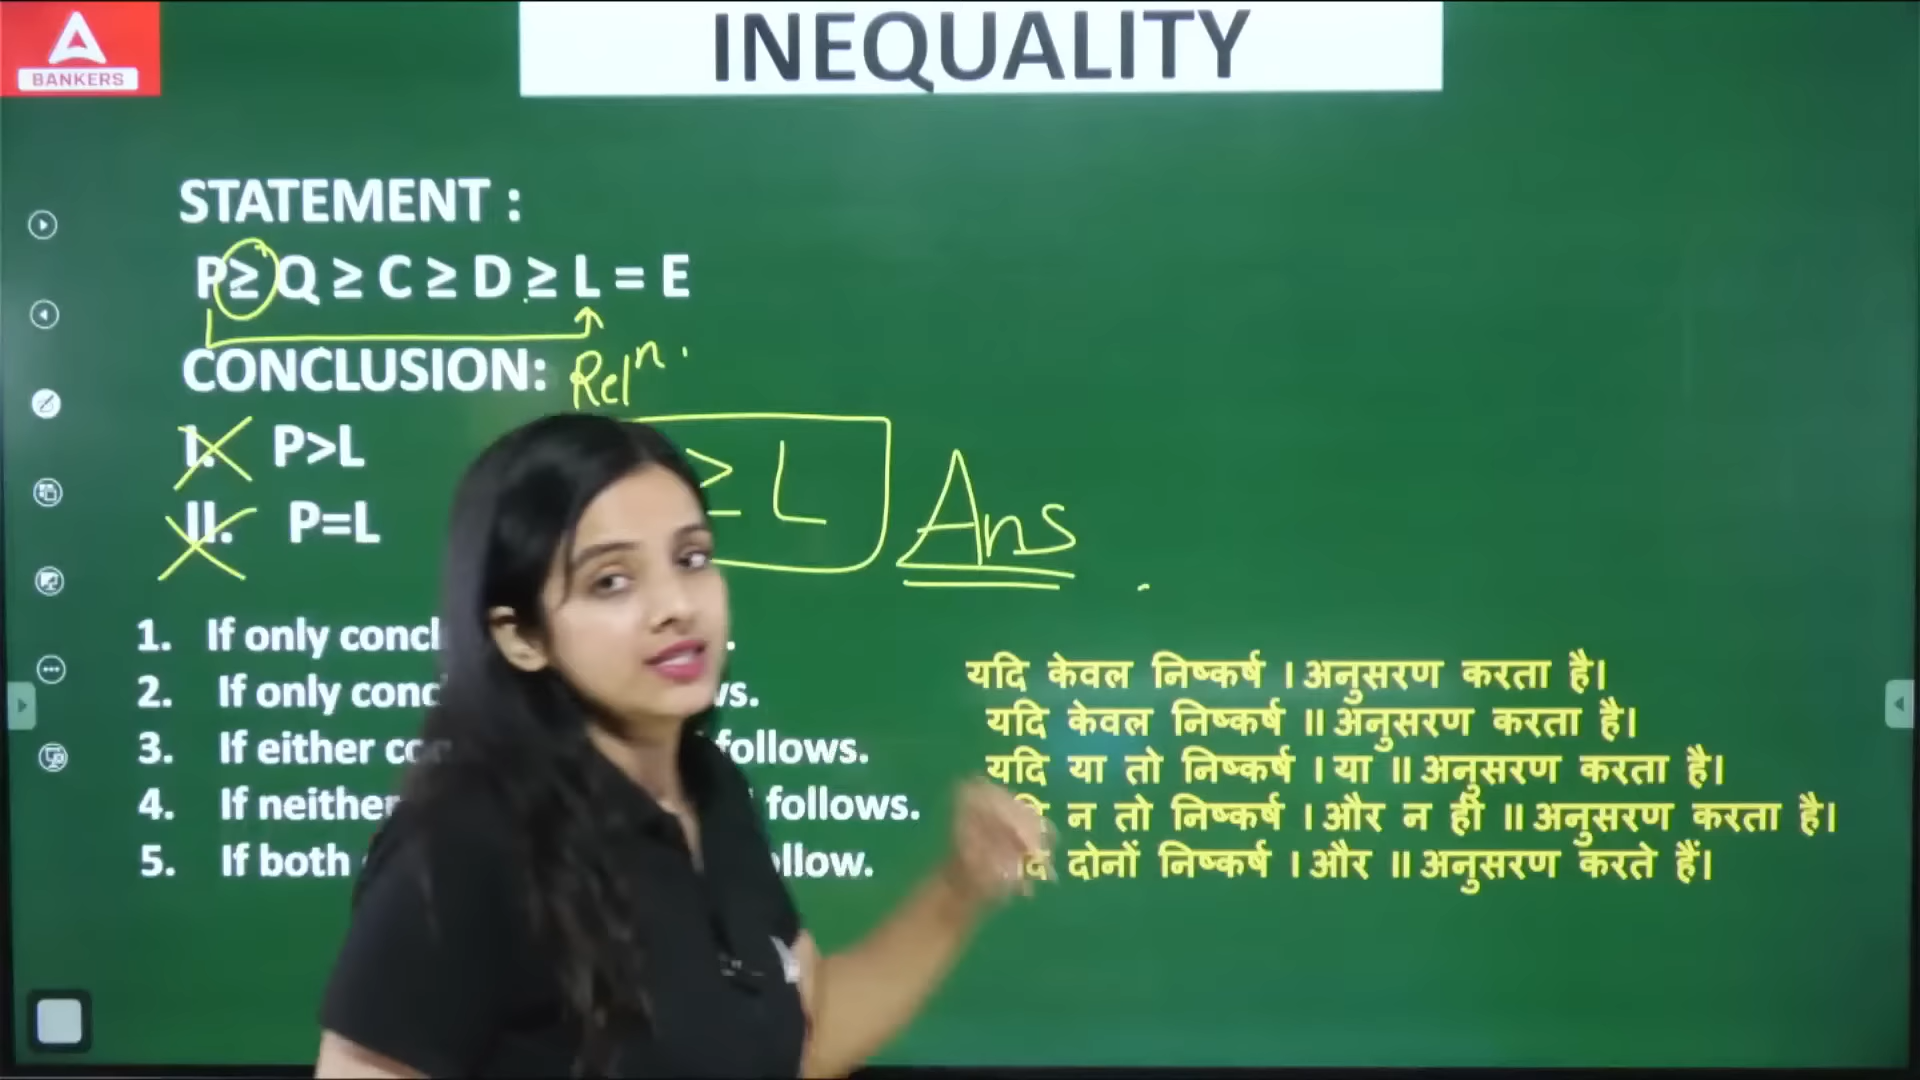 BANKERS
INEQUALITY
STATEMENT :
P ≥ Q ≥ C ≥ D ≥ L = E
CONCLUSION: Relⁿ.
I. P>L
≥ L
Ans
II. P=L
1. If only concl .
2. If only conc ws.
3. If either co follows.
4. If neither follows.
5. If both ollow.
यदि केवल निष्कर्ष I अनुसरण करता है।
यदि केवल निष्कर्ष II अनुसरण करता है।
यदि या तो निष्कर्ष I या II अनुसरण करता है।
न तो निष्कर्ष I और न ही II अनुसरण करता है।
दोनों निष्कर्ष I और II अनुसरण करते हैं।